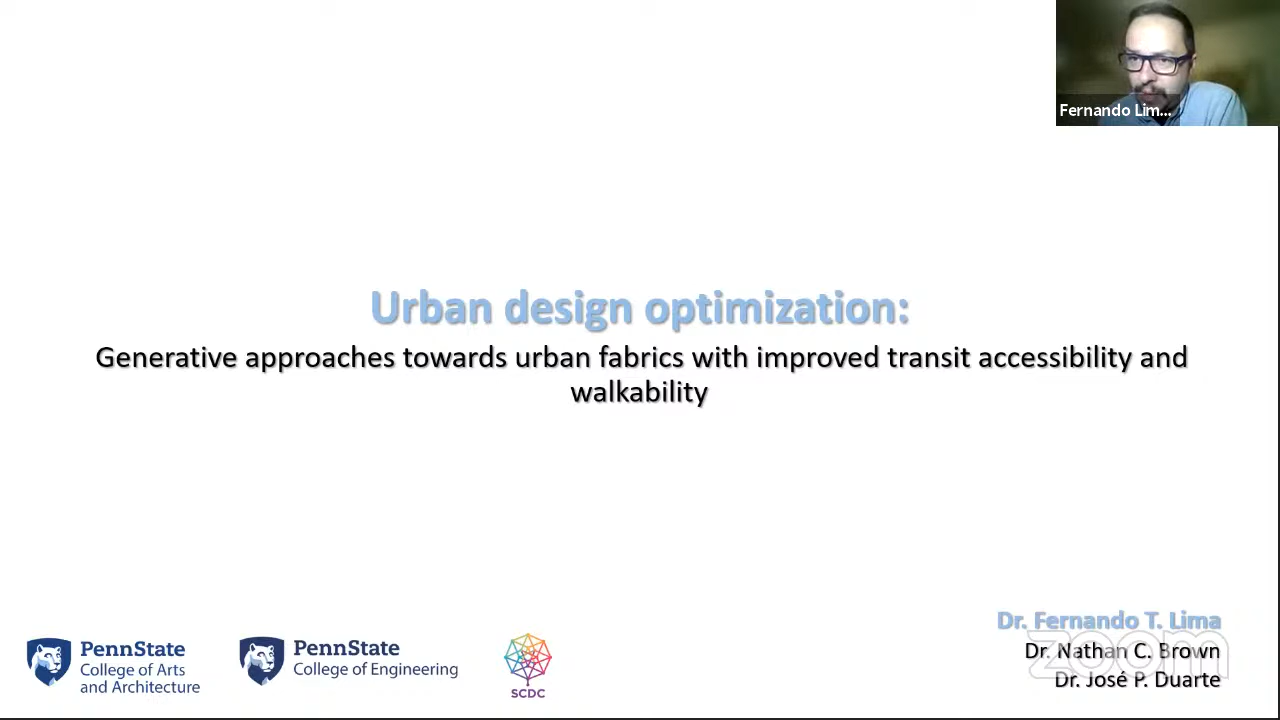 Fernando Lim...
Urban design optimization:
Generative approaches towards urban fabrics with improved transit accessibility and
walkability
PennState
College of Arts
and Architecture
PennState
College of Engineering
SCDC
Dr. Fernando T. Lima
Dr. Nathan C. Brown
Dr. José P. Duarte
zoom